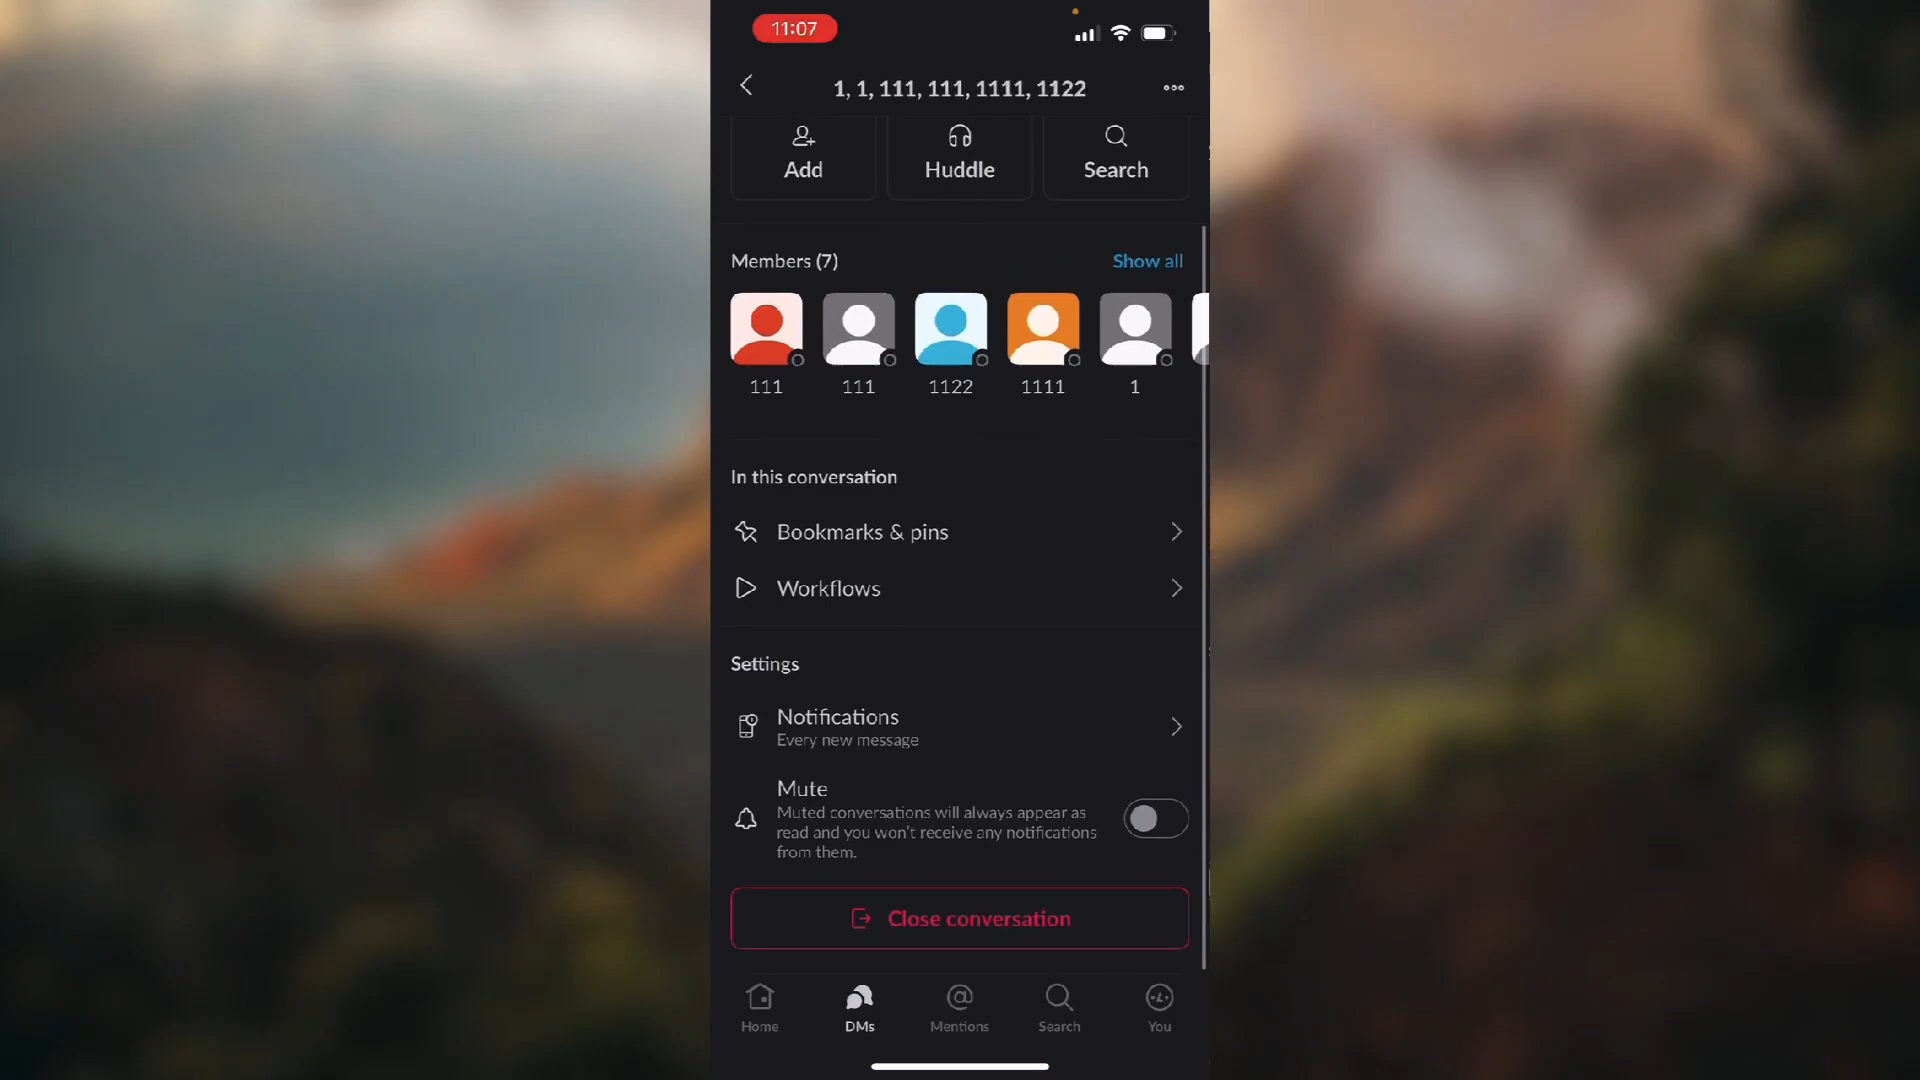 11:07
1, 1, 111, 111, 1111, 1122
Add
Huddle
Search
Members (7)
Show all
111
111
1122
1111
1
In this conversation
Bookmarks & pins
Workflows
Settings
Notifications
Every new message
Mute
Muted conversations will always appear as
read and you won't receive any notifications
from them.
Close conversation
Home
DMs
Mentions
Search
You